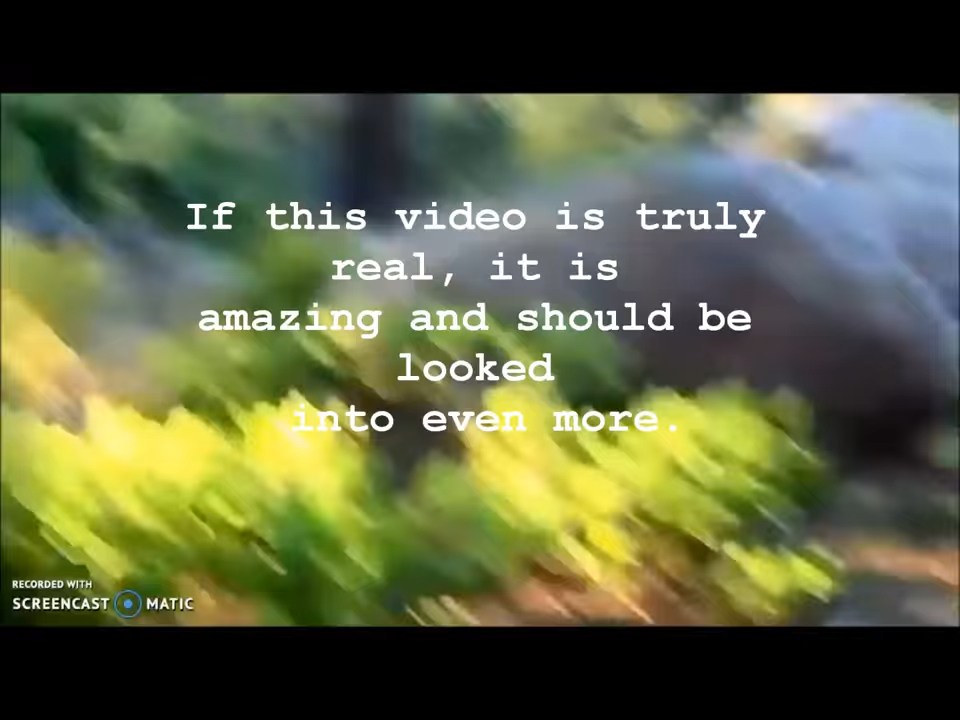 If this video is truly
real, it is
amazing and should be
looked
into even more.
RECORDED WITH
SCREENCAST MATIC